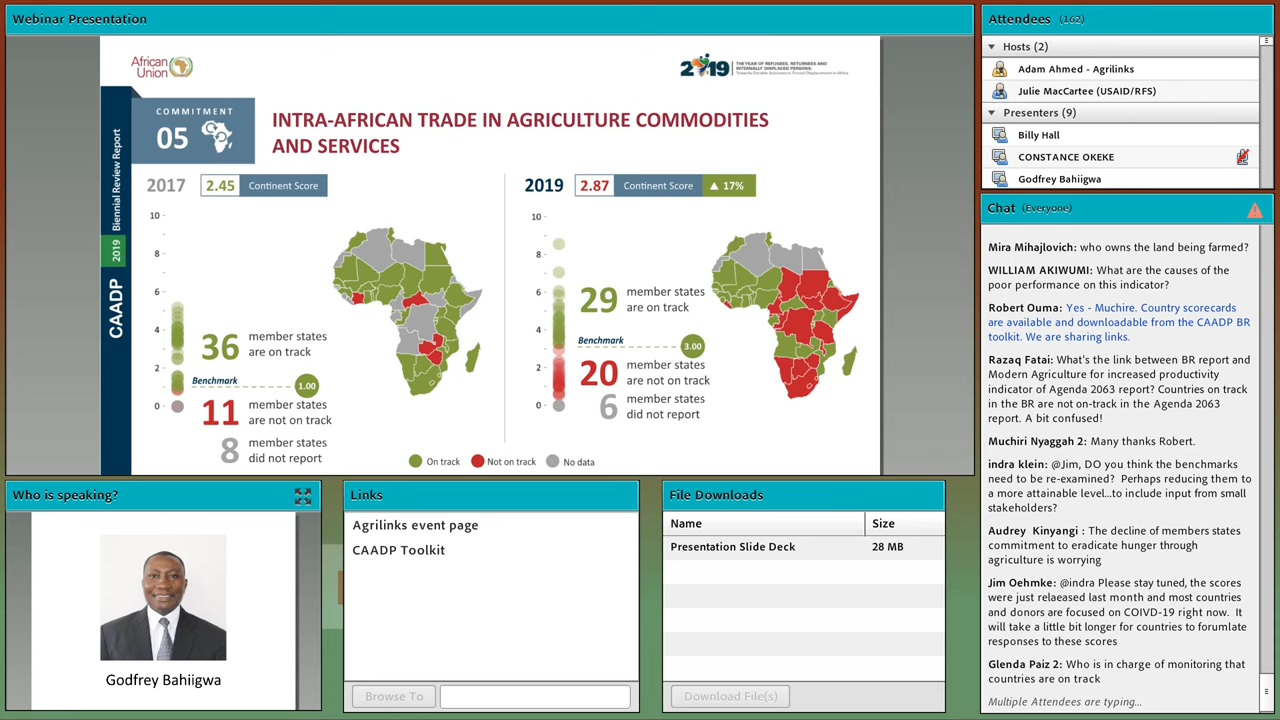 Webinar Presentation
African
Union
2019
THE YEAR OF REFUGEES, RETURNEES AND
INTERNALLY DISPLACED PERSONS:
Towards Durable Solutions to Forced Displacement in Africa.
COMMITMENT
05
INTRA-AFRICAN TRADE IN AGRICULTURE COMMODITIES
AND SERVICES
CAADP 2019 Biennial Review Report
2017
2.45 Continent Score
10
8
6
4
2
0
36
member states
are on track
Benchmark
1.00
11
member states
are not on track
8
member states
did not report
2019
2.87 Continent Score ▲ 17%
10
8
6
4
2
0
29
member states
are on track
Benchmark
3.00
20
member states
are not on track
6
member states
did not report
On track
Not on track
No data
Who is speaking?
Godfrey Bahiigwa
Links
Agrilinks event page
CAADP Toolkit
Browse To
File Downloads
Name Size
Presentation Slide Deck 28 MB
Download File(s)
Attendees (162)
Hosts (2)
Adam Ahmed - Agrilinks
Julie MacCartee (USAID/RFS)
Presenters (9)
Billy Hall
CONSTANCE OKEKE
Godfrey Bahiigwa
Chat (Everyone)
Mira Mihajlovich: who owns the land being farmed?
WILLIAM AKIWUMI: What are the causes of the
poor performance on this indicator?
Robert Ouma: Yes - Muchire. Country scorecards
are available and downloadable from the CAADP BR
toolkit. We are sharing links.
Razaq Fatai: What's the link between BR report and
Modern Agriculture for increased productivity
indicator of Agenda 2063 report? Countries on track
in the BR are not on-track in the Agenda 2063
report. A bit confused!
Muchiri Nyaggah 2: Many thanks Robert.
indra klein: @Jim, DO you think the benchmarks
need to be re-examined? Perhaps reducing them to
a more attainable level...to include input from small
stakeholders?
Audrey Kinyangi : The decline of members states
commitment to eradicate hunger through
agriculture is worrying
Jim Oehmke: @indra Please stay tuned, the scores
were just relaeased last month and most countries
and donors are focused on COIVD-19 right now. It
will take a little bit longer for countries to forumlate
responses to these scores
Glenda Paiz 2: Who is in charge of monitoring that
countries are on track
Multiple Attendees are typing...